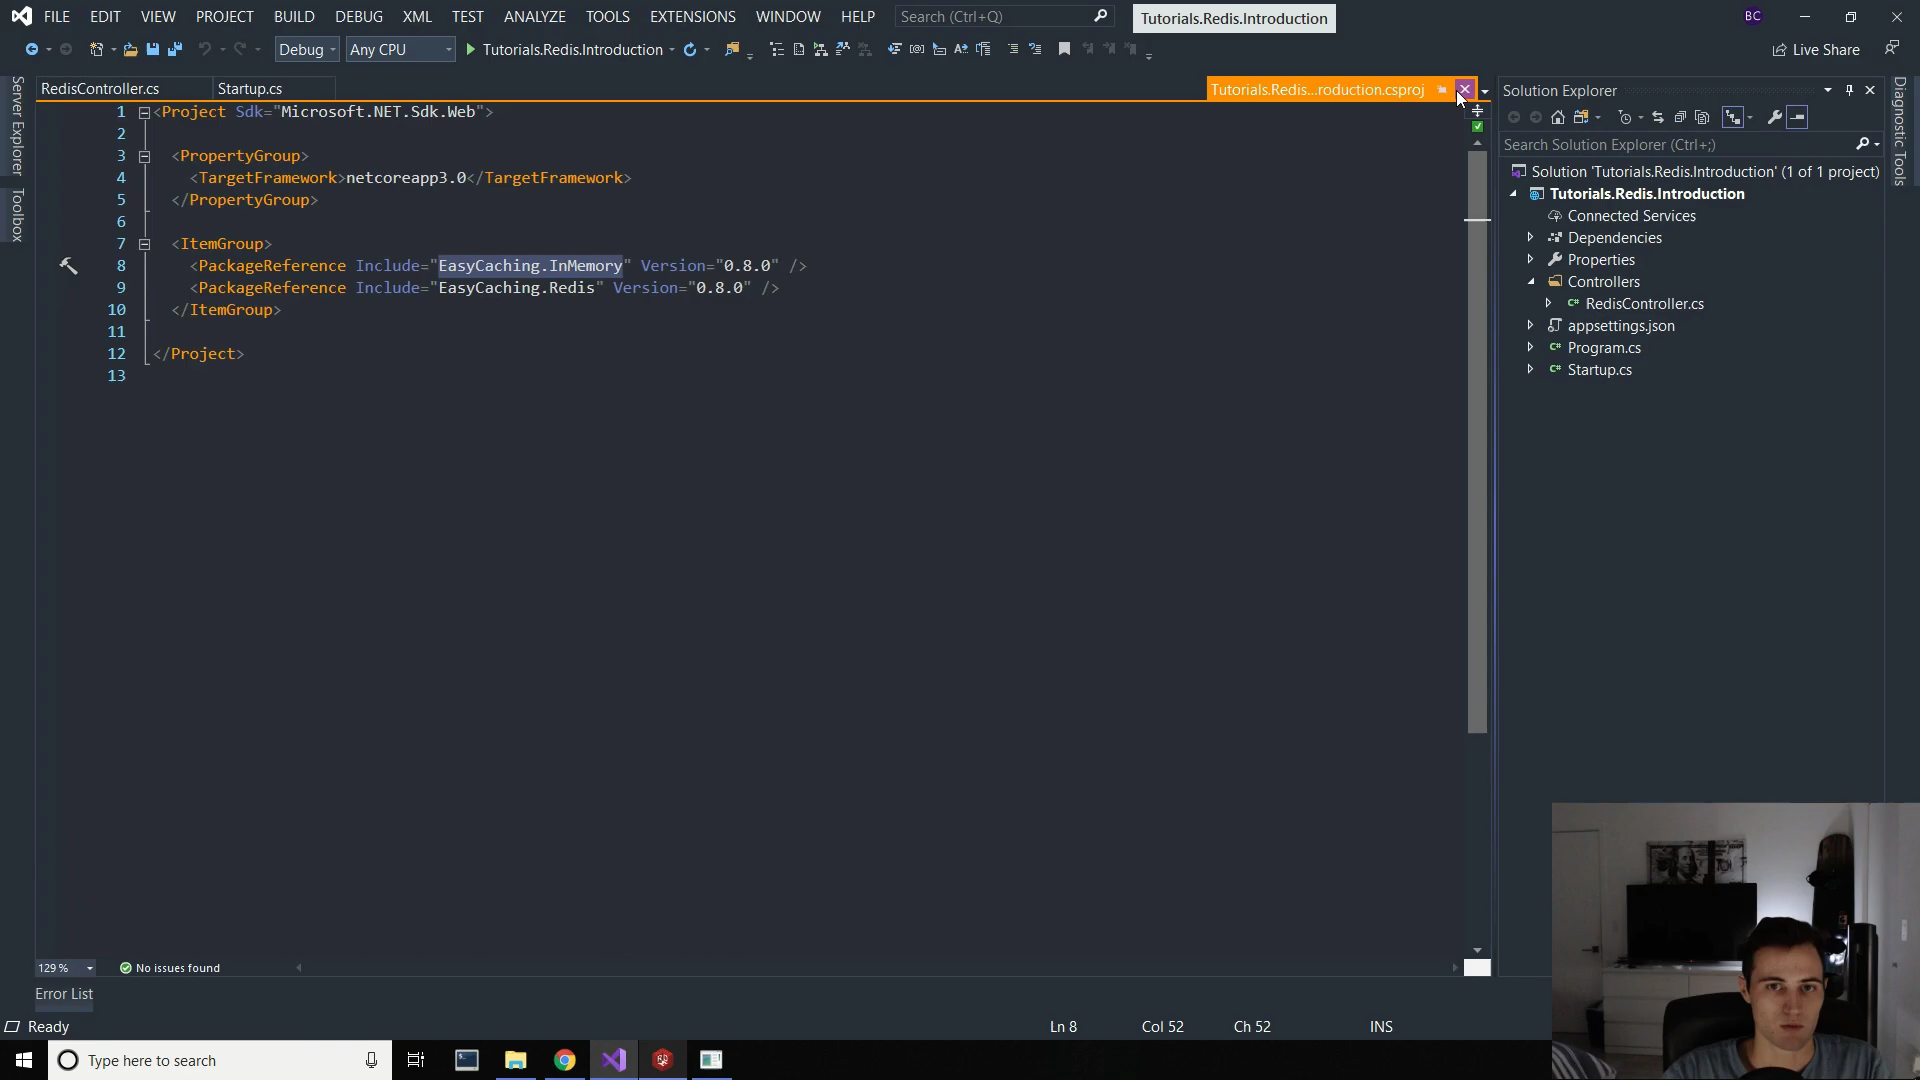 FILE EDIT VIEW PROJECT BUILD DEBUG XML TEST ANALYZE TOOLS EXTENSIONS WINDOW HELP Search (Ctrl+Q) Tutorials.Redis.Introduction BC
Debug Any CPU Tutorials.Redis.Introduction Live Share
Server Explorer
Toolbox
RedisController.cs Startup.cs Tutorials.Redis...roduction.csproj
1 <Project Sdk="Microsoft.NET.Sdk.Web">
2
3 <PropertyGroup>
4 <TargetFramework>netcoreapp3.0</TargetFramework>
5 </PropertyGroup>
6
7 <ItemGroup>
8 <PackageReference Include="EasyCaching.InMemory" Version="0.8.0" />
9 <PackageReference Include="EasyCaching.Redis" Version="0.8.0" />
10 </ItemGroup>
11
12 </Project>
13
129 % No issues found
Error List
Ready Ln 8 Col 52 Ch 52 INS
Solution Explorer
Search Solution Explorer (Ctrl+;)
Solution 'Tutorials.Redis.Introduction' (1 of 1 project)
Tutorials.Redis.Introduction
Connected Services
Dependencies
Properties
Controllers
C# RedisController.cs
appsettings.json
C# Program.cs
C# Startup.cs
Diagnostic Tools
Type here to search